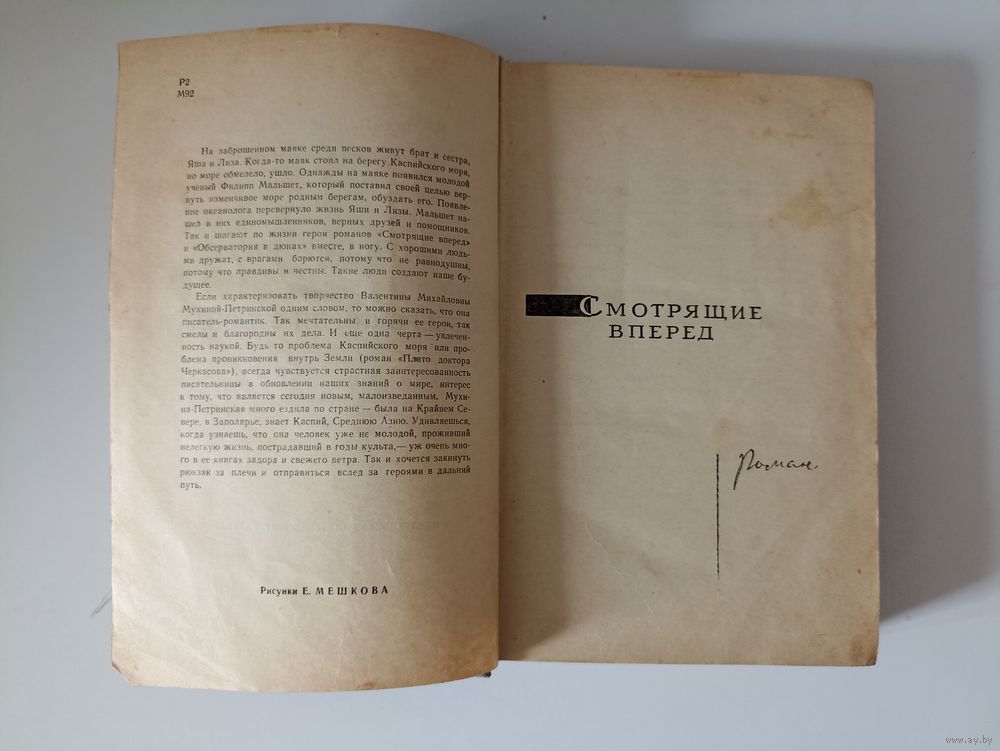 Р2
М92
На заброшенном маяке среди песков живут брат и сестра,
Яша и Лиза. Когда-то маяк стоял на берегу Каспийского моря,
но море обмелело, ушло. Однажды на маяке появился молодой
ученый Филипп Мальшет, который поставил своей целью вер-
нуть изменчивое море родным берегам, обуздать его. Появле-
ние океанолога перевернуло жизнь Яши и Лизы. Мальшет на-
шел в них единомышленников, верных друзей и помощников.
Так и шагают по жизни герои романов «Смотрящие вперед»
и «Обсерватория в дюнах» вместе, в ногу. С хорошими людь-
ми дружат, с врагами борются, потому что не равнодушны,
потому что правдивы и честны. Такие люди создают наше бу-
дущее.
Если характеризовать творчество Валентины Михайловны
Мухиной-Петринской одним словом, то можно сказать, что она
писатель-романтик. Так мечтательны и горячи ее герои, так
смелы и благородны их дела. И еще одна черта — увлечен-
ность наукой. Будь то проблема Каспийского моря или про-
блема проникновения внутрь Земли (роман «Плато доктора
Черкасова»), всегда чувствуется страстная заинтересованность
писательницы в обновлении наших знаний о мире, интерес
к тому, что является сегодня новым, малоизведанным. Мухи-
на-Петринская много ездила по стране — была на Крайнем Се-
вере, в Заполярье, знает Каспий, Среднюю Азию. Удивляешься,
когда узнаешь, что она человек уже не молодой, проживший
нелегкую жизнь, пострадавший в годы культа,— уж очень мно-
го в ее книгах задора и свежего ветра. Так и хочется закинуть
рюкзак за плечи и отправиться вслед за героями в дальний
путь.
Рисунки Е. МЕШКОВА
СМОТРЯЩИЕ
ВПЕРЕД
Роман
www.ay.by